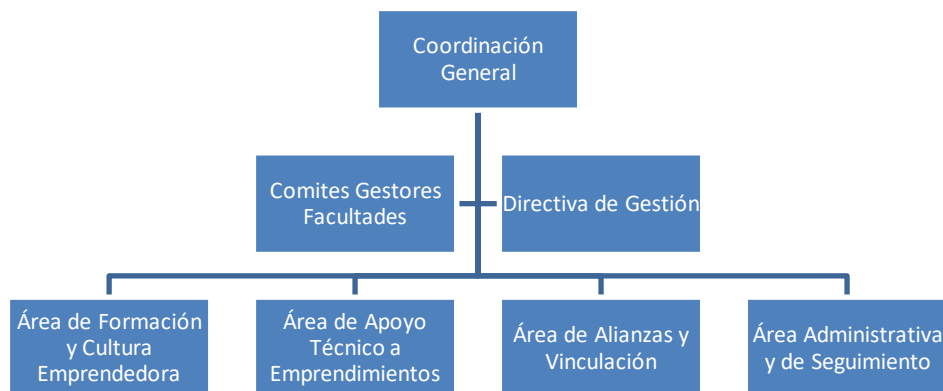 Coordinación
General
Comites Gestores
Facultades
Directiva de Gestión
Área de Formación
y Cultura
Emprendedora
Área de Apoyo
Técnico a
Emprendimientos
Área de Alianzas y
Vinculación
Área Administrativa
y de Seguimiento